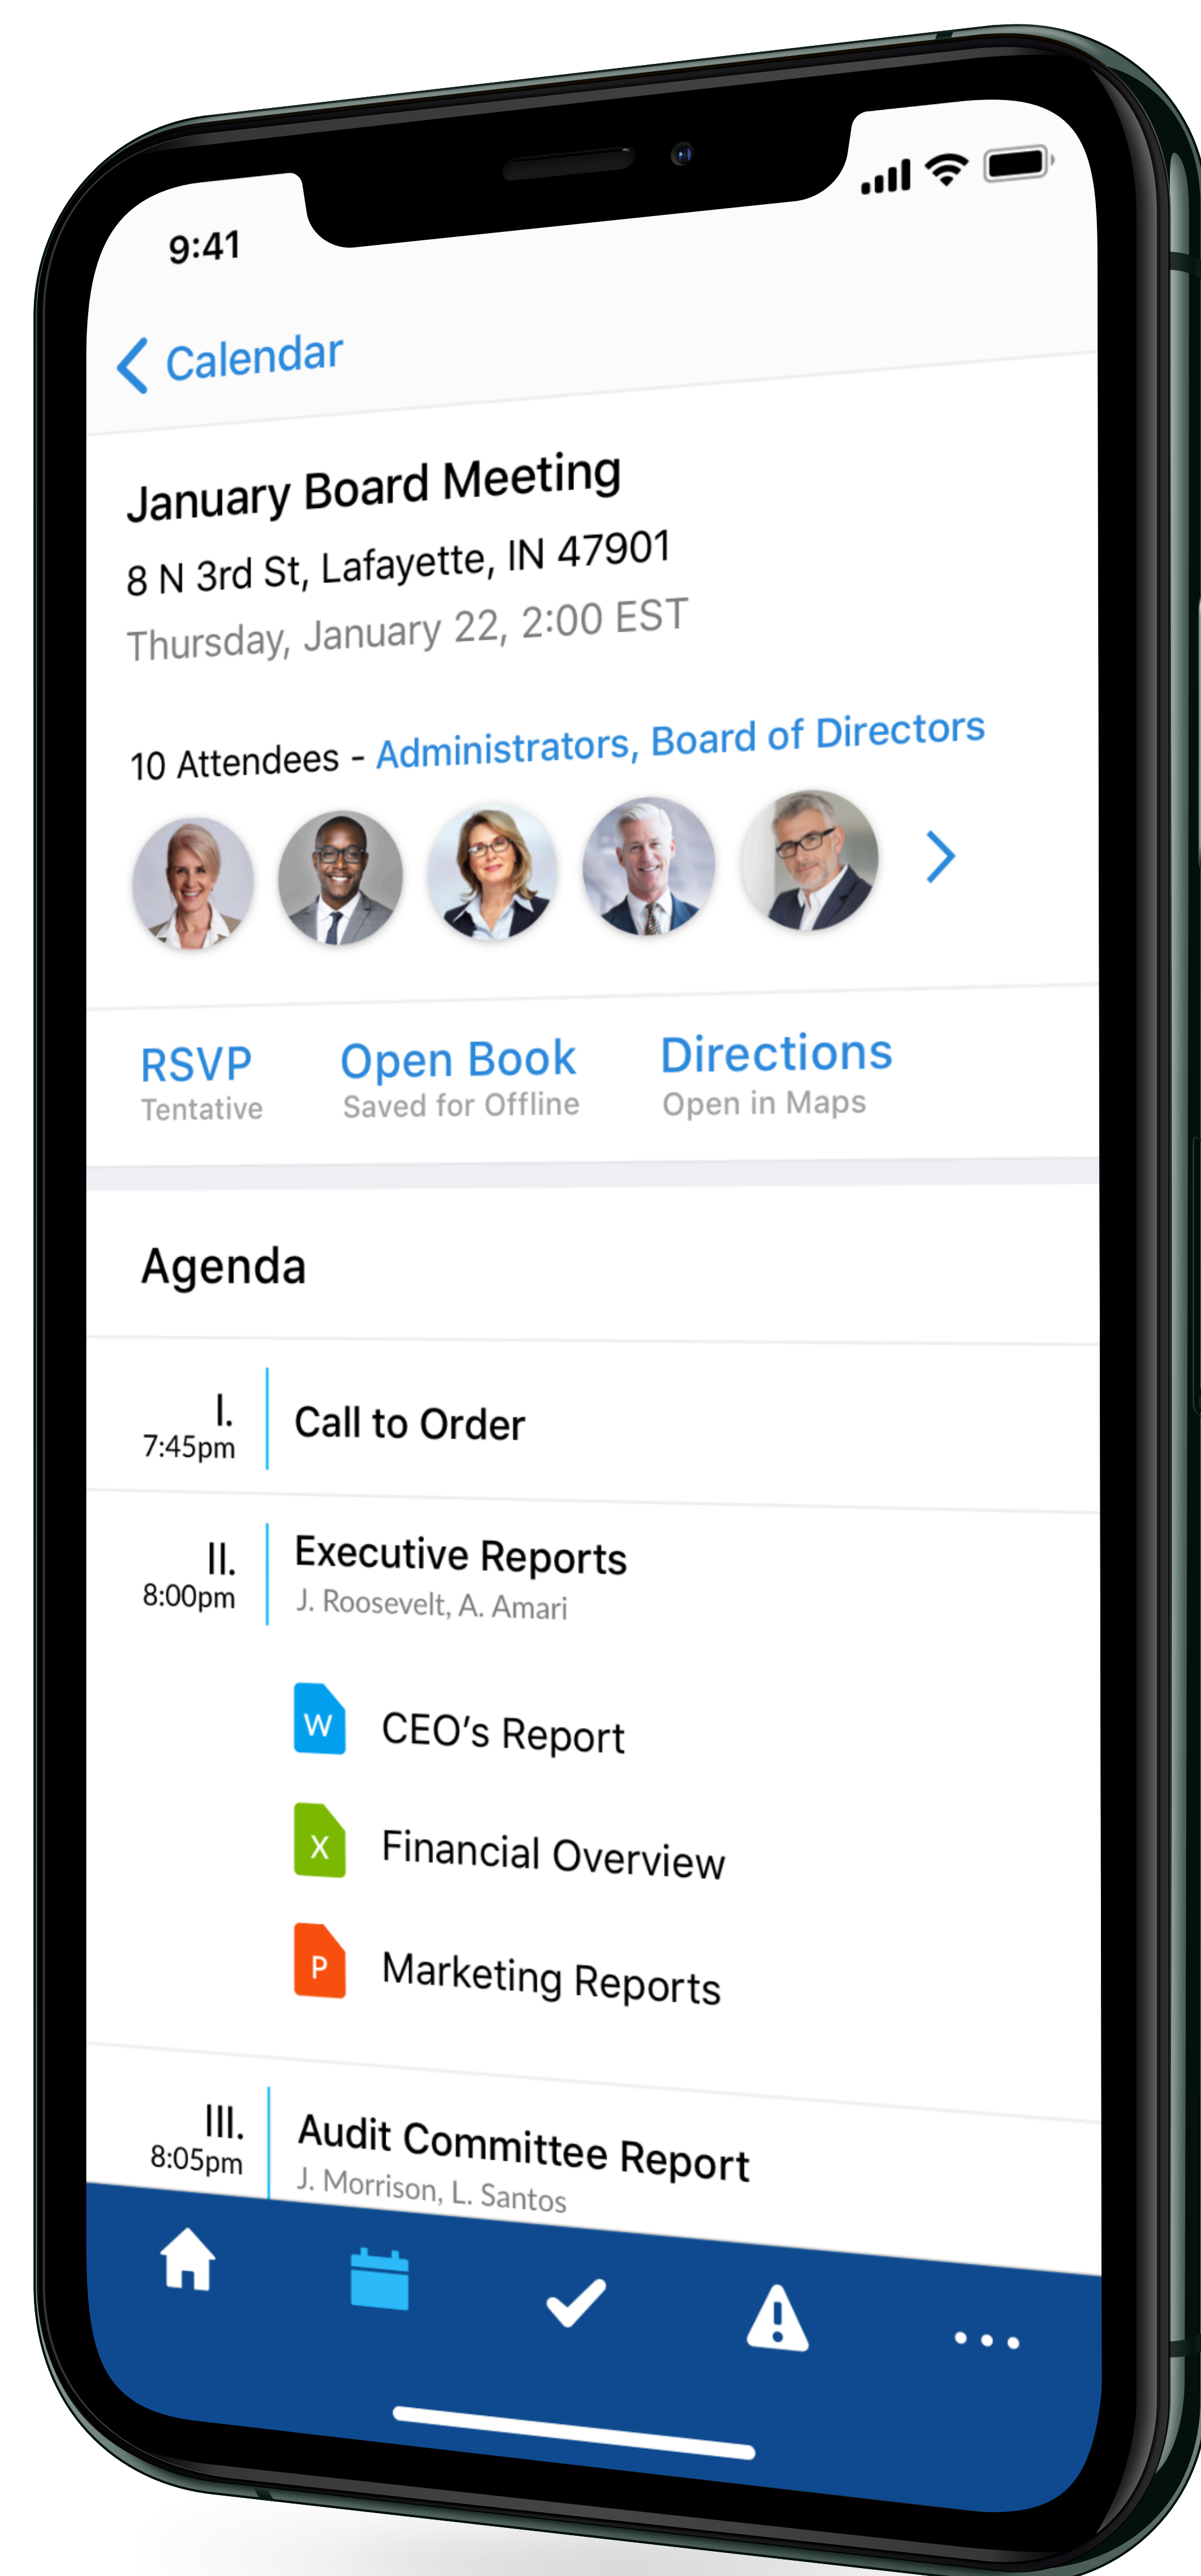 9:41
Calendar
January Board Meeting
8 N 3rd St, Lafayette, IN 47901
Thursday, January 22, 2:00 EST
10 Attendees - Administrators, Board of Directors
RSVP Open Book Directions
Tentative Saved for Offline Open in Maps
Agenda
I.
7:45pm
Call to Order
II.
8:00pm
Executive Reports
J. Roosevelt, A. Amari
W CEO's Report
X Financial Overview
P Marketing Reports
III.
8:05pm
Audit Committee Report
J. Morrison, L. Santos